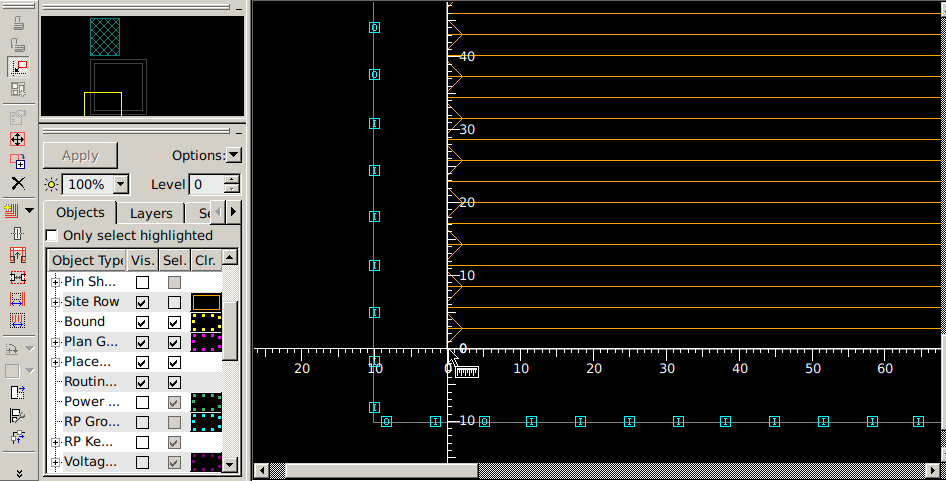 Apply
Options:
100%
Level
0
Objects
Layers
Se
Only select highlighted
Object Type
Vis.
Sel.
Clr.
Pin Sh...
Site Row
Bound
Plan G...
Place...
Routin...
Power ...
RP Gro...
RP Ke...
Voltag...
O
O
I
I
I
I
I
I
I
O
I
O
I
I
I
I
I
I
I
I
I
40
30
20
10
0
20
10
0
10
20
30
40
50
60
10